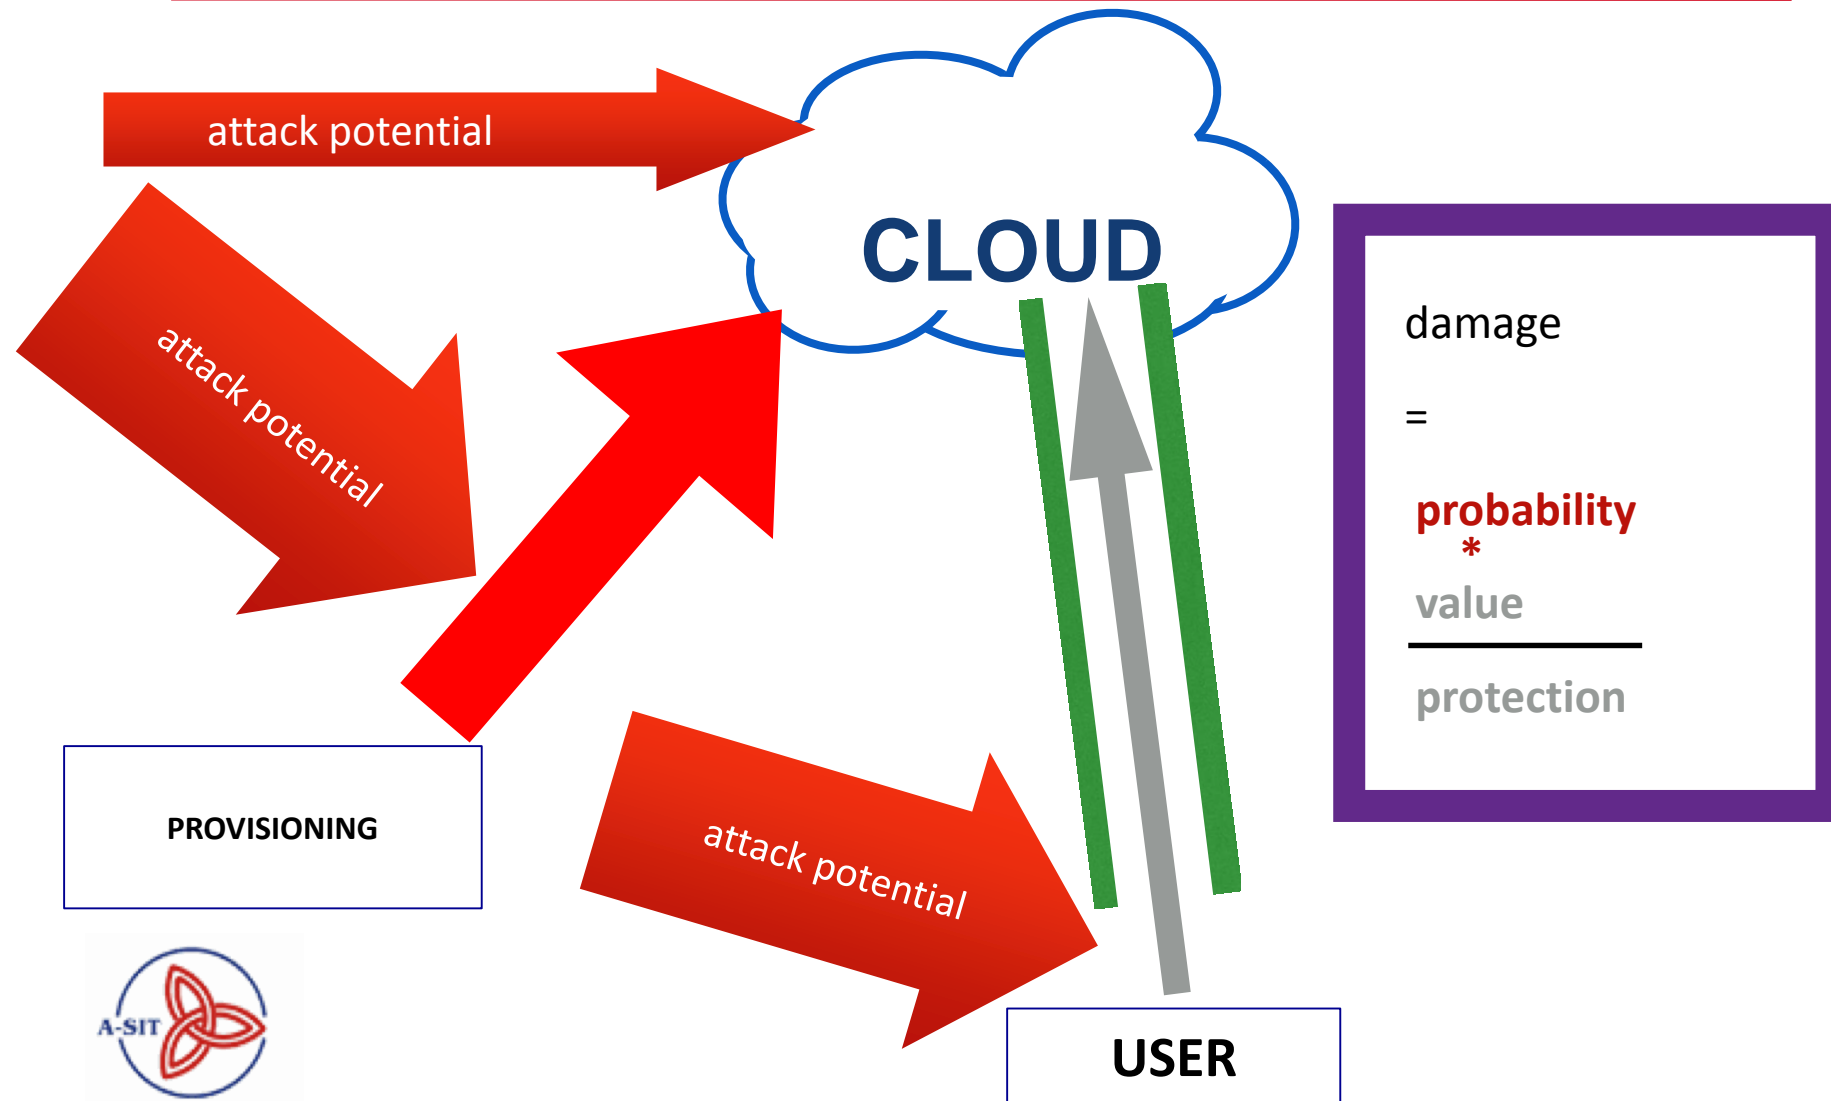 attack potential
CLOUD
attack potential
damage
=
probability
*
value
protection
PROVISIONING
attack potential
A-SIT
USER